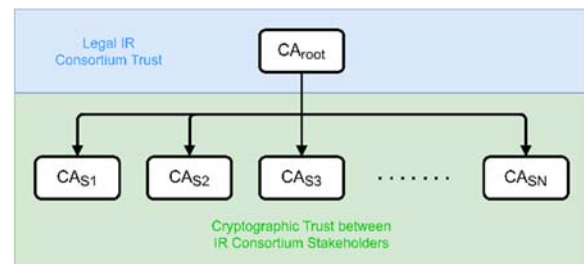 Legal IR
Consortium Trust
CAroot
CAS1
CAS2
CAS3
.......
CASN
Cryptographic Trust between
IR Consortium Stakeholders